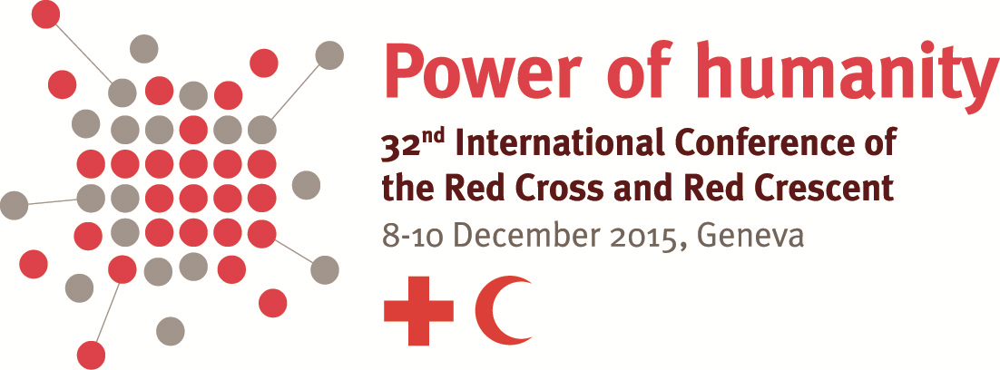 Power of humanity
32nd International Conference of
the Red Cross and Red Crescent
8-10 December 2015, Geneva